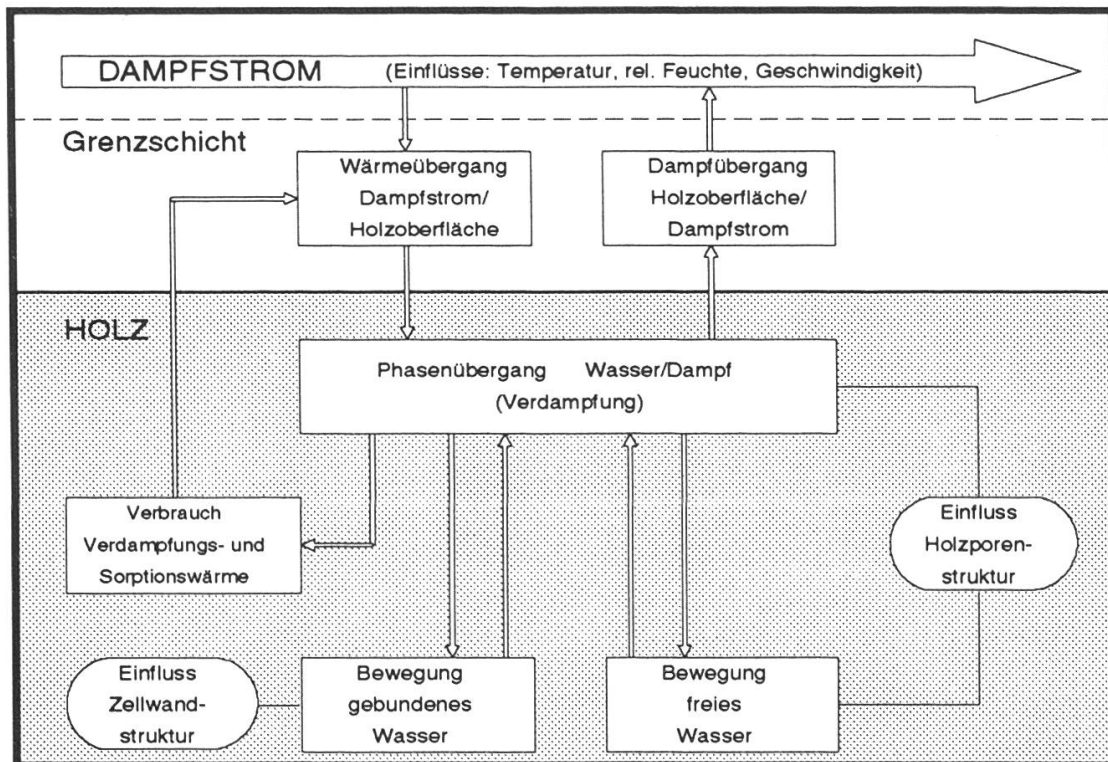 DAMPFSTROM (Einflüsse: Temperatur, rel. Feuchte, Geschwindigkeit)
Grenzschicht
Wärmeübergang
Dampfstrom/
Holzoberfläche
Dampfübergang
Holzoberfläche/
Dampfstrom
HOLZ
Phasenübergang Wasser/Dampf
(Verdampfung)
Verbrauch
Verdampfungs- und
Sorptionswärme
Einfluss
Holzporen-
struktur
Einfluss
Zellwand-
struktur
Bewegung
gebundenes
Wasser
Bewegung
freies
Wasser